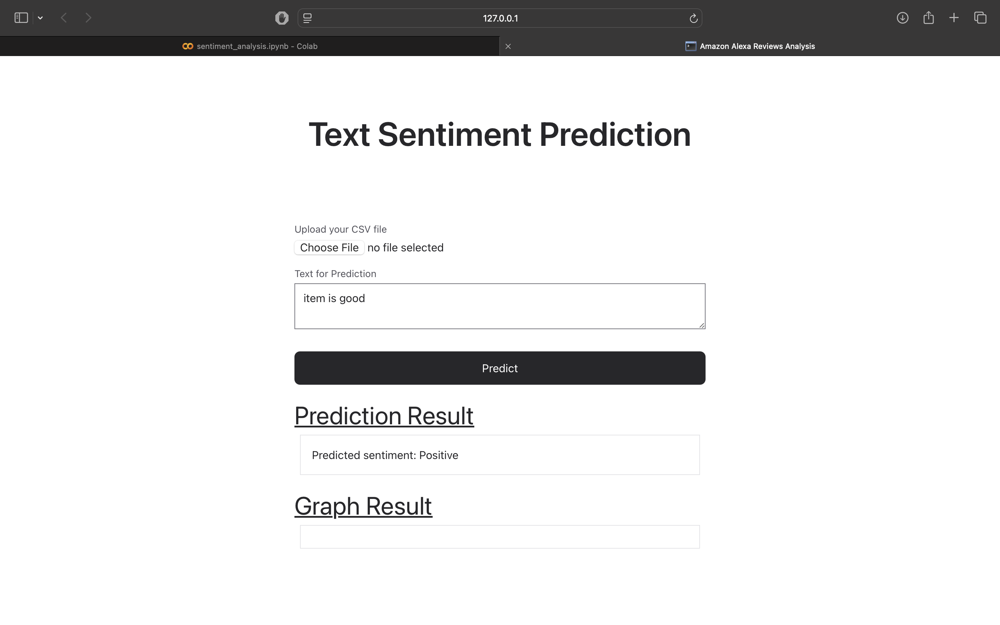 127.0.0.1
sentiment_analysis.ipynb - Colab
Amazon Alexa Reviews Analysis
Text Sentiment Prediction
Upload your CSV file
Choose File no file selected
Text for Prediction
item is good
Predict
Prediction Result
Predicted sentiment: Positive
Graph Result